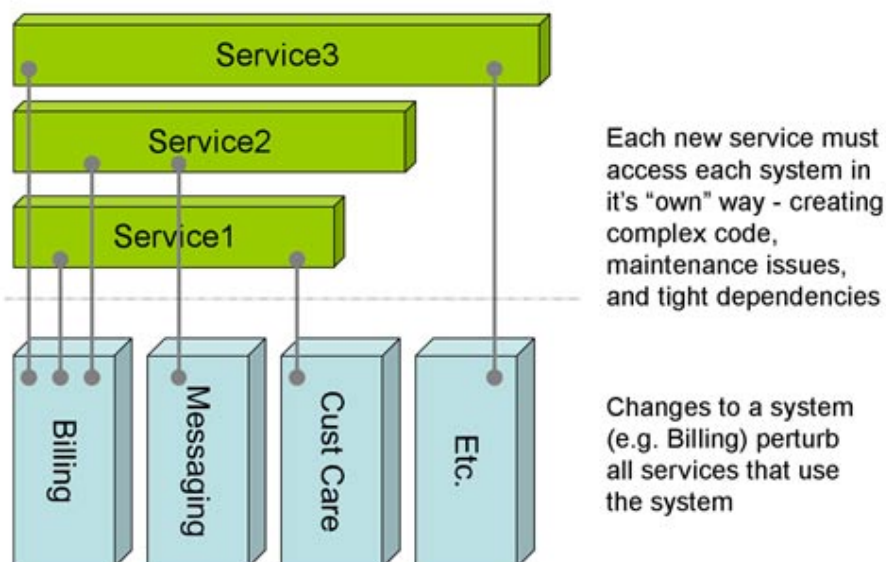 Service3
Service2
Service1
Each new service must
access each system in
it's “own” way - creating
complex code,
maintenance issues,
and tight dependencies
Billing
Messaging
Cust Care
Etc.
Changes to a system
(e.g. Billing) perturb
all services that use
the system